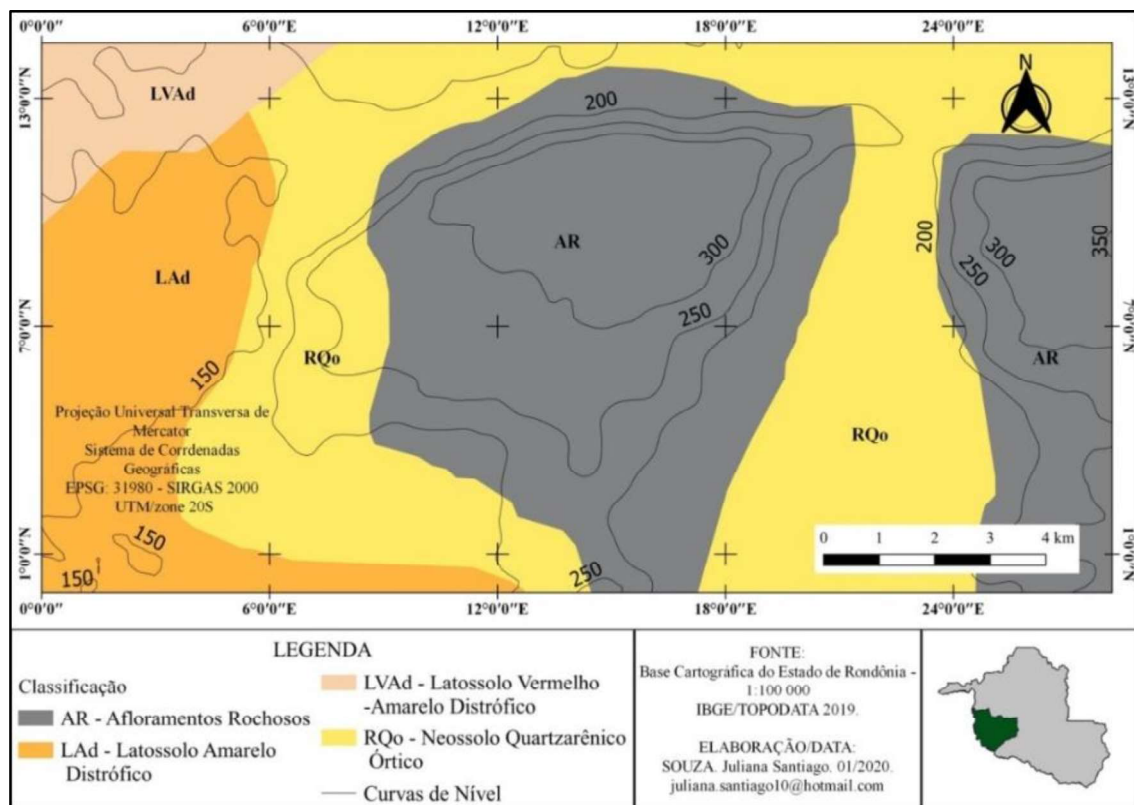 0°0'0"
6°0'0"E
12°0'0"E
18°0'0"E
24°0'0"E
13°0'0"N
13°0'0"N
N
LVAd
200
AR
LAd
300
200
300
250
350
250
7°0'0"N
7°0'0"N
RQo
AR
150
RQo
Projeção Universal Transversa de
Mercator
Sistema de Corrdenadas
Geográficas
EPSG: 31980 - SIRGAS 2000
UTM/zone 20S
0 1 2 3 4 km
150
150
250
1°0'0"N
1°0'0"N
0°0'0"
6°0'0"E
12°0'0"E
18°0'0"E
24°0'0"E
LEGENDA
Classificação
AR - Afloramentos Rochosos
LAd - Latossolo Amarelo
Distrófico
LVAd - Latossolo Vermelho
-Amarelo Distrófico
RQo - Neossolo Quartzarênico
Órtico
Curvas de Nível
FONTE:
Base Cartográfica do Estado de Rondônia -
1:100 000
IBGE/TOPODATA 2019.
ELABORAÇÃO/DATA:
SOUZA. Juliana Santiago. 01/2020.
juliana.santiago10@hotmail.com